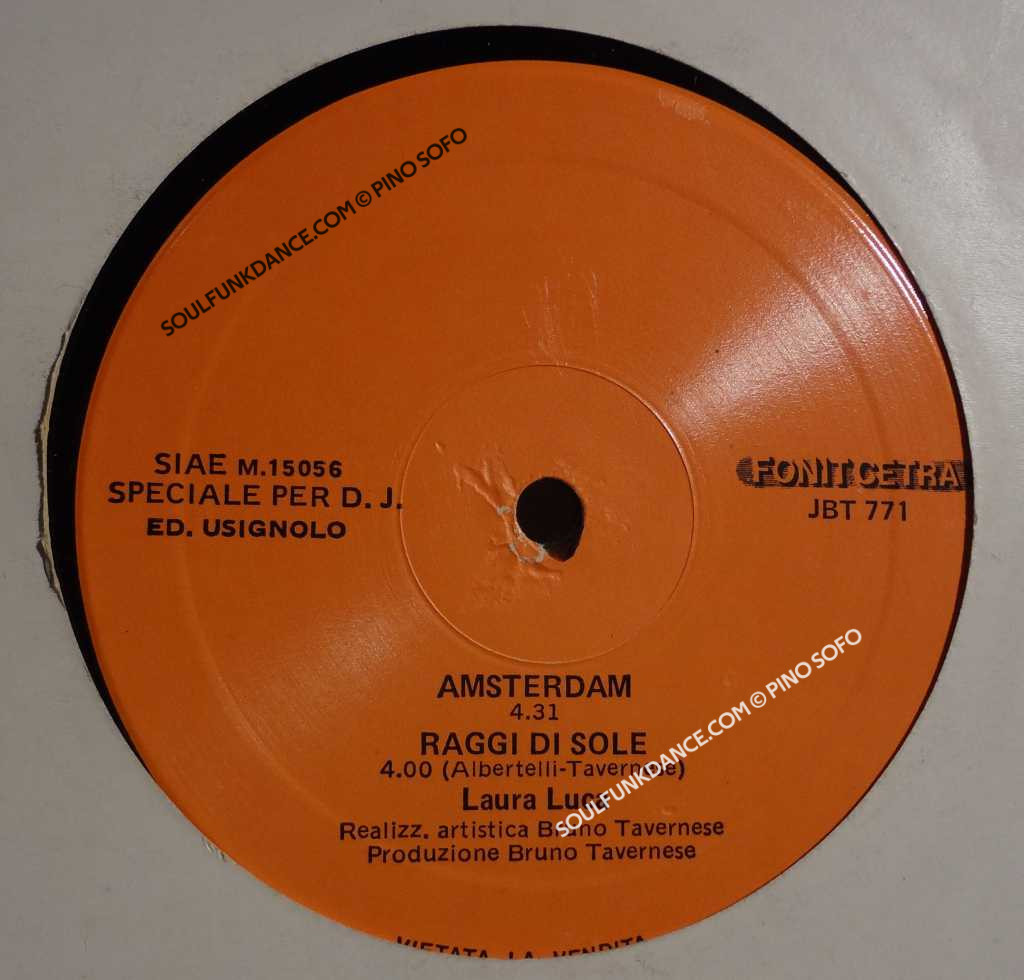 SOULFUNKDANCE.COM © PINO SOFO
SIAE M.15056
SPECIALE PER D. J.
ED. USIGNOLO
FONIT CETRA
JBT 771
AMSTERDAM
4.31
RAGGI DI SOLE
4.00 (Albertelli-Tavernese)
Laura Luca
Realizz. artistica Bruno Tavernese
Produzione Bruno Tavernese
SOULFUNKDANCE.COM © PINO SOFO
VIETATA LA VENDITA